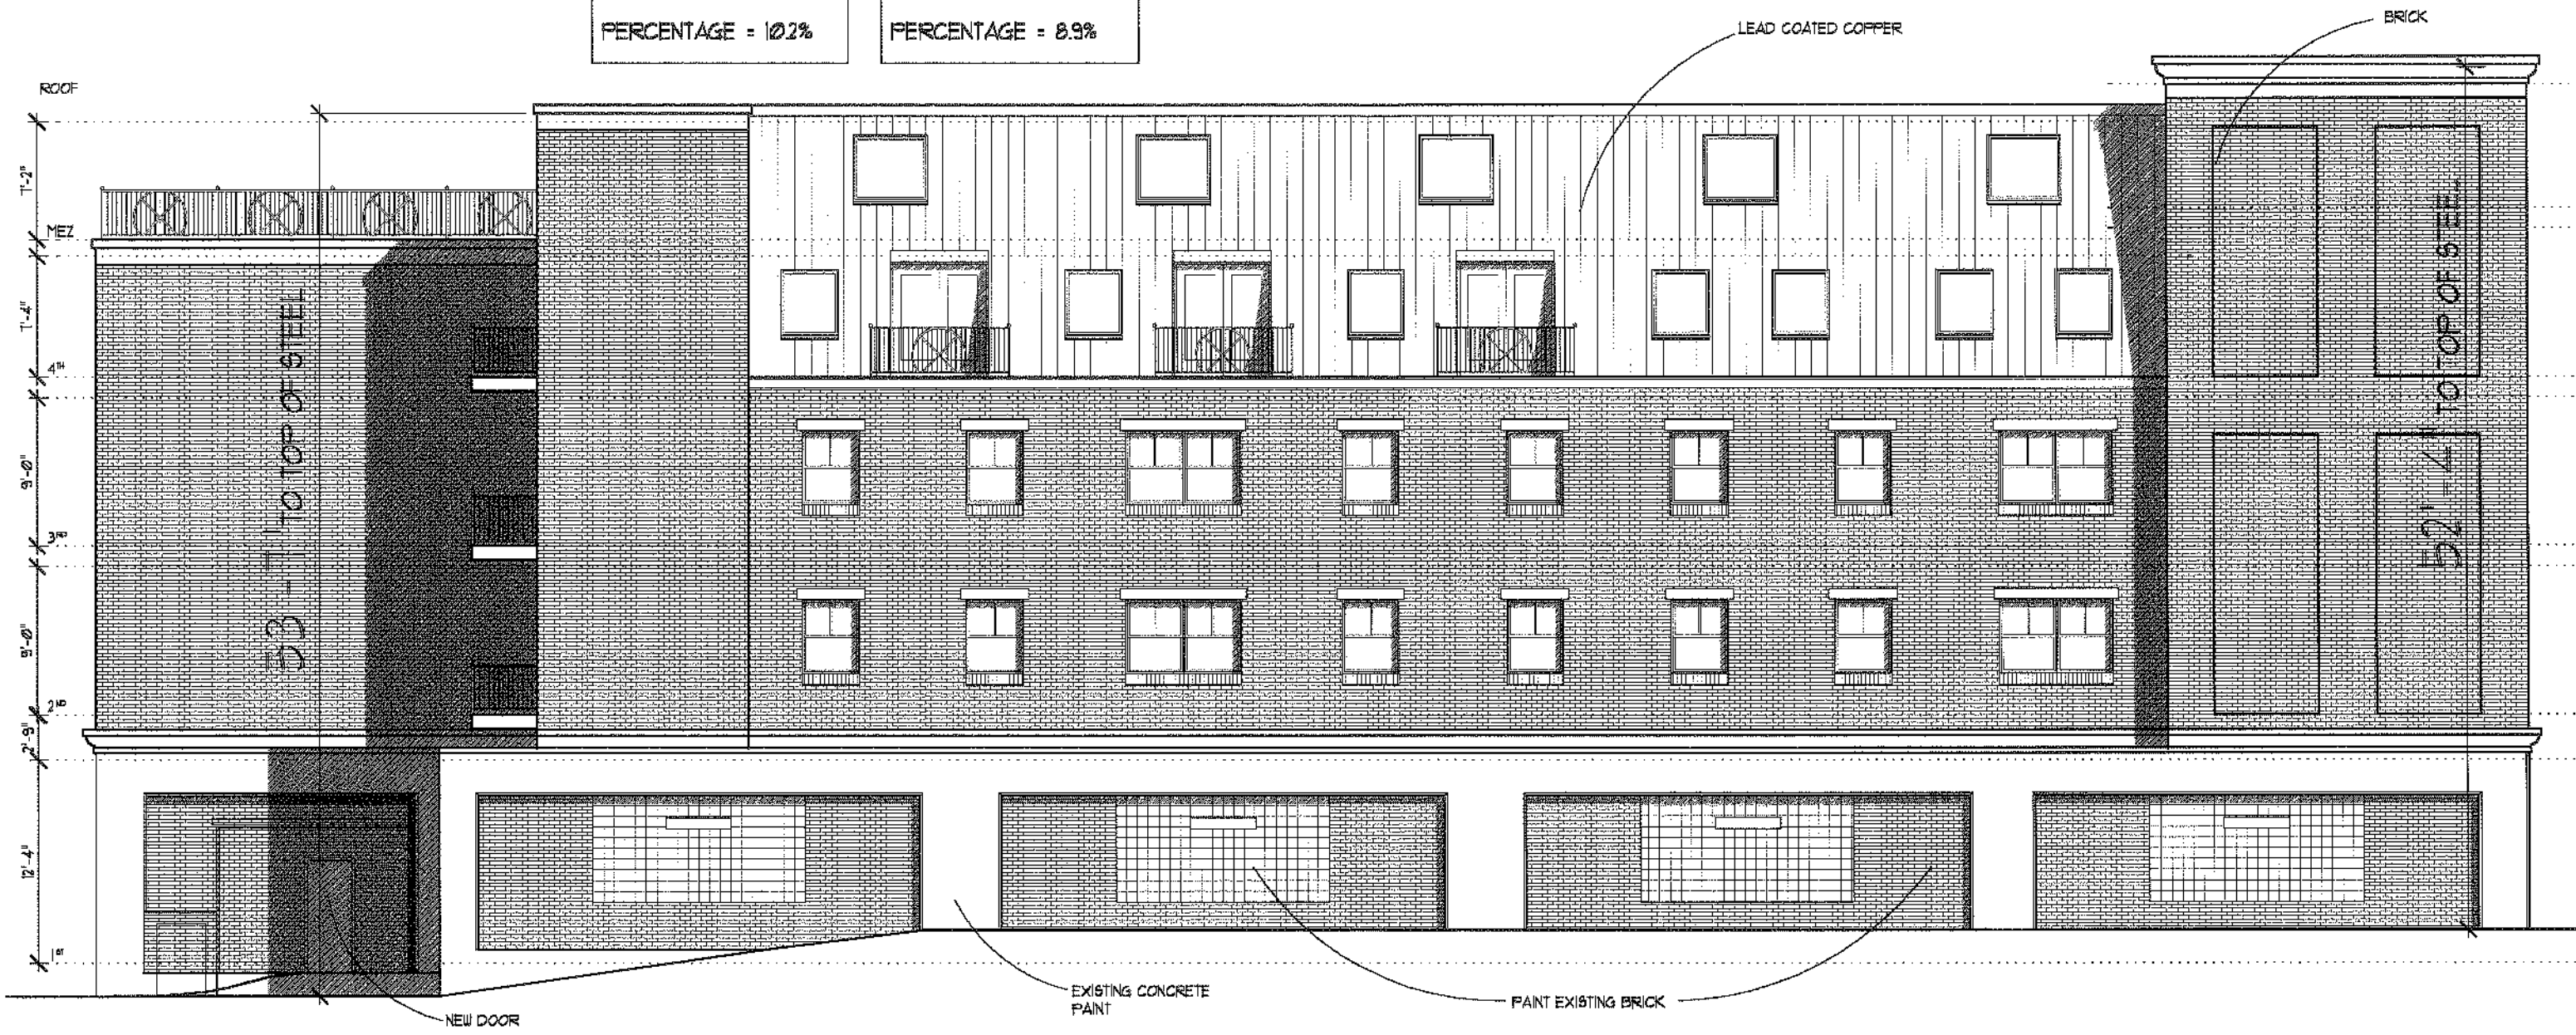 PERCENTAGE = 10.2%
PERCENTAGE = 8.9%
LEAD COATED COPPER
BRICK
ROOF
7'-2"
MEZ
7'-4"
4TH
9'-0"
3RD
9'-0"
2ND
2'-9"
12'-4"
1ST
53'-7" TO TOP OF STEEL
52'-7" TO TOP OF STEEL
EXISTING CONCRETE
PAINT
PAINT EXISTING BRICK
NEW DOOR